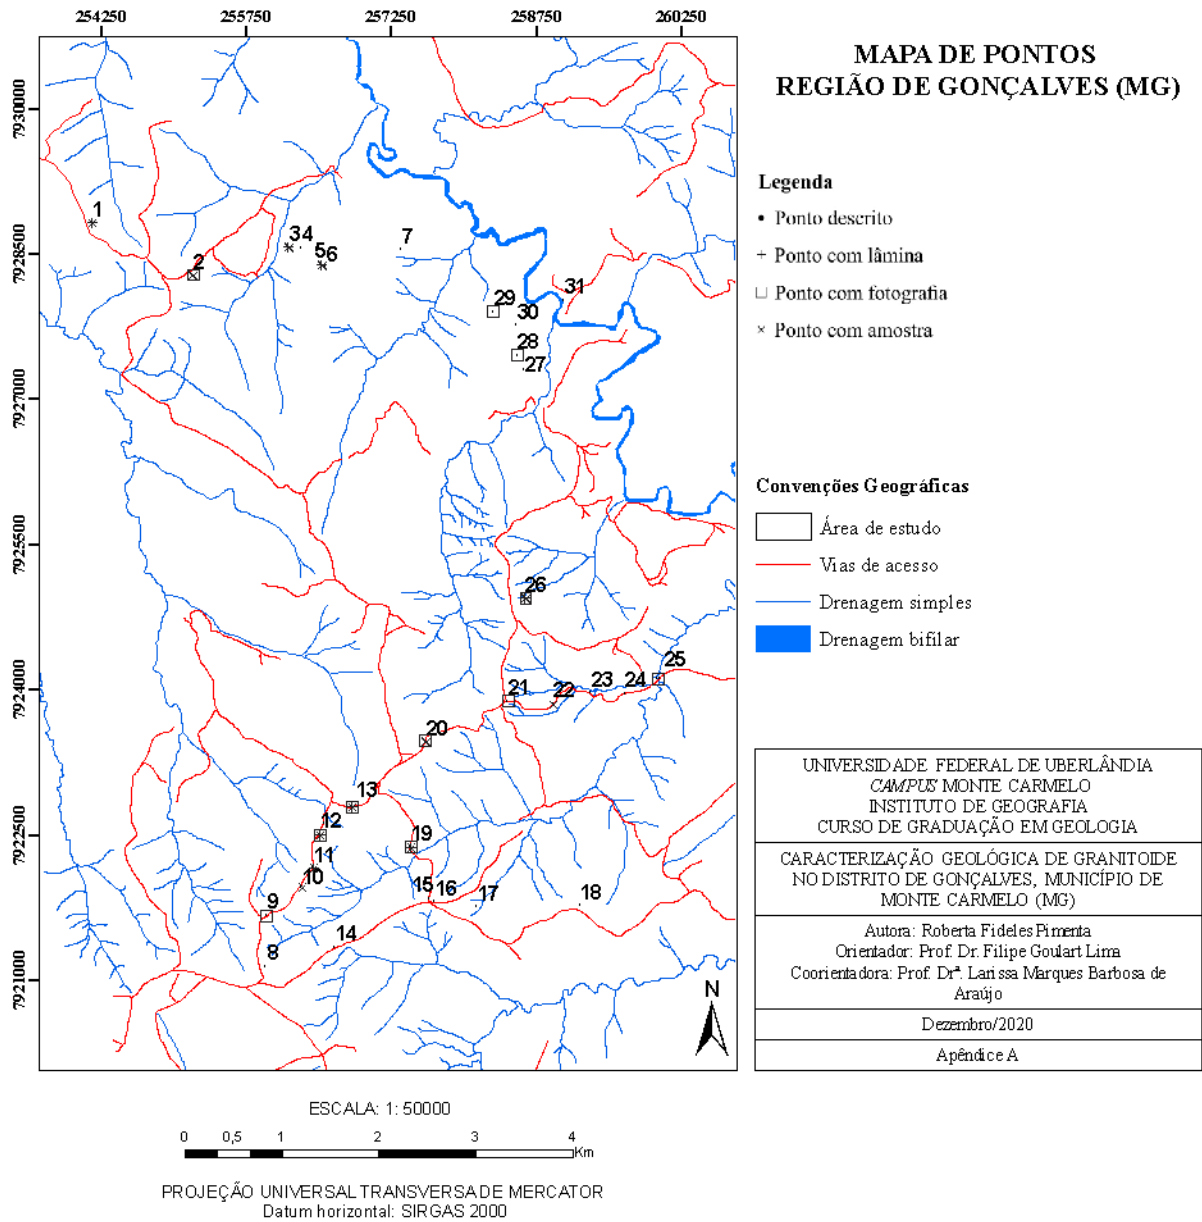 254250 255750 257250 258750 260250
7930000
7928500
7927000
7925500
7924000
7922500
7921000
1
2
34
56
7
29
30
31
28
27
26
25
24
23
22
21
20
13
12
19
11
10
15
16
17
18
9
14
8
N
MAPA DE PONTOS
REGIÃO DE GONÇALVES (MG)
Legenda
Ponto descrito
Ponto com lâmina
Ponto com fotografia
Ponto com amostra
Convenções Geográficas
Área de estudo
Vias de acesso
Drenagem simples
Drenagem bifilar
UNIVERSIDADE FEDERAL DE UBERLÂNDIA
CAMPUS MONTE CARMELO
INSTITUTO DE GEOGRAFIA
CURSO DE GRADUAÇÃO EM GEOLOGIA
CARACTERIZAÇÃO GEOLÓGICA DE GRANITOIDE
NO DISTRITO DE GONÇALVES, MUNICÍPIO DE
MONTE CARMELO (MG)
Autora: Roberta Fideles Pimenta
Orientador: Prof. Dr. Filipe Goulart Lima
Coorientadora: Prof. Drª. Larissa Marques Barbosa de
Araújo
Dezembro/2020
Apêndice A
ESCALA: 1: 50000
0 0,5 1 2 3 4
Km
PROJEÇÃO UNIVERSAL TRANSVERSA DE MERCATOR
Datum horizontal: SIRGAS 2000